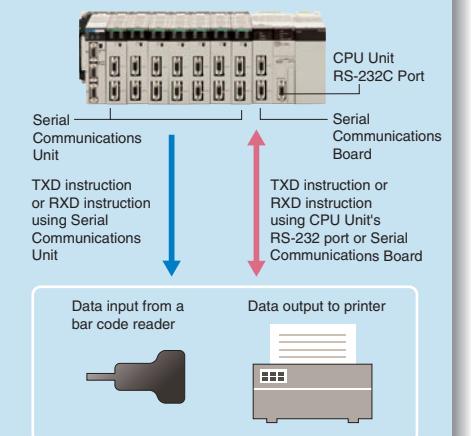 CPU Unit
RS-232C Port
Serial
Communications
Unit
Serial
Communications
Board
TXD instruction
or RXD instruction
using Serial
Communications
Unit
TXD instruction or
RXD instruction
using CPU Unit's
RS-232 port or Serial
Communications Board
Data input from a
bar code reader
Data output to printer